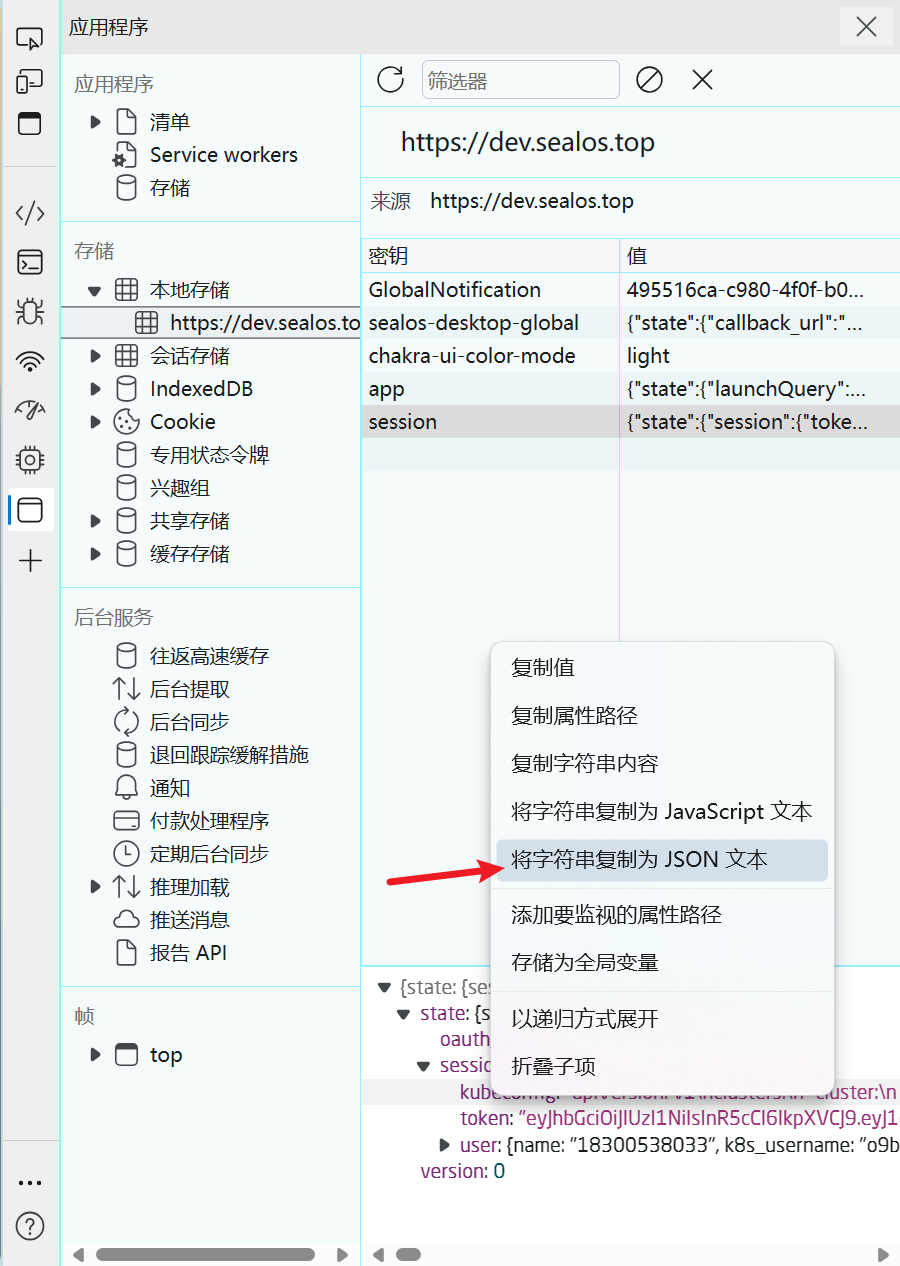 应用程序
应用程序
清单
Service workers
存储
存储
本地存储
https://dev.sealos.to
会话存储
IndexedDB
Cookie
专用状态令牌
兴趣组
共享存储
缓存存储
后台服务
往返高速缓存
后台提取
后台同步
退回跟踪缓解措施
通知
付款处理程序
定期后台同步
推理加载
推送消息
报告 API
帧
top
筛选器
https://dev.sealos.top
来源 https://dev.sealos.top
密钥 值
GlobalNotification 495516ca-c980-4f0f-b0...
sealos-desktop-global {"state":{"callback_url":"...
chakra-ui-color-mode light
app {"state":{"launchQuery":...
session {"state":{"session":{"toke...
复制值
复制属性路径
复制字符串内容
将字符串复制为 JavaScript 文本
将字符串复制为 JSON 文本
添加要监视的属性路径
存储为全局变量
以递归方式展开
折叠子项
{state: {ses
state: {s
oauth
sessic
cluster:\n
user: {name: "18300538033", k8s_username: "o9b
version: 0